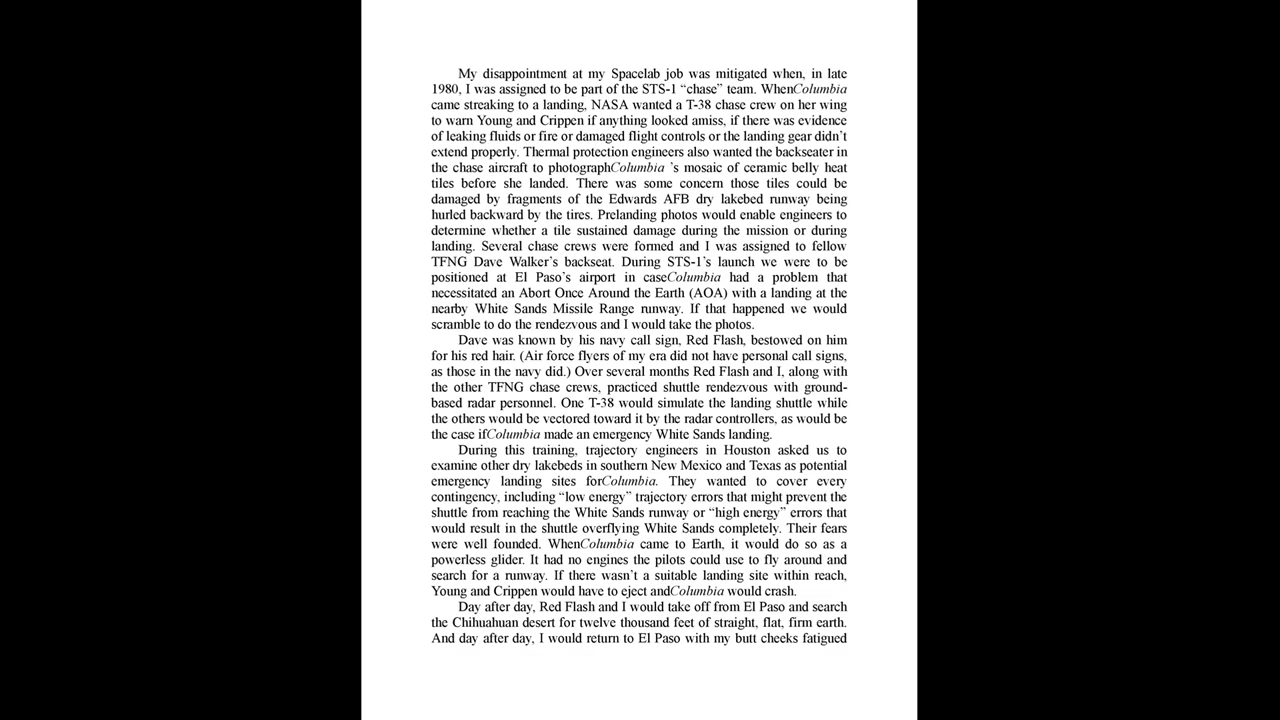 My disappointment at my Spacelab job was mitigated when, in late
1980, I was assigned to be part of the STS-1 “chase” team. WhenColumbia
came streaking to a landing, NASA wanted a T-38 chase crew on her wing
to warn Young and Crippen if anything looked amiss, if there was evidence
of leaking fluids or fire or damaged flight controls or the landing gear didn’t
extend properly. Thermal protection engineers also wanted the backseater in
the chase aircraft to photographColumbia ’s mosaic of ceramic belly heat
tiles before she landed. There was some concern those tiles could be
damaged by fragments of the Edwards AFB dry lakebed runway being
hurled backward by the tires. Prelanding photos would enable engineers to
determine whether a tile sustained damage during the mission or during
landing. Several chase crews were formed and I was assigned to fellow
TFNG Dave Walker’s backseat. During STS-1’s launch we were to be
positioned at El Paso’s airport in caseColumbia had a problem that
necessitated an Abort Once Around the Earth (AOA) with a landing at the
nearby White Sands Missile Range runway. If that happened we would
scramble to do the rendezvous and I would take the photos.
Dave was known by his navy call sign, Red Flash, bestowed on him
for his red hair. (Air force flyers of my era did not have personal call signs,
as those in the navy did.) Over several months Red Flash and I, along with
the other TFNG chase crews, practiced shuttle rendezvous with ground-
based radar personnel. One T-38 would simulate the landing shuttle while
the others would be vectored toward it by the radar controllers, as would be
the case ifColumbia made an emergency White Sands landing.
During this training, trajectory engineers in Houston asked us to
examine other dry lakebeds in southern New Mexico and Texas as potential
emergency landing sites forColumbia. They wanted to cover every
contingency, including “low energy” trajectory errors that might prevent the
shuttle from reaching the White Sands runway or “high energy” errors that
would result in the shuttle overflying White Sands completely. Their fears
were well founded. WhenColumbia came to Earth, it would do so as a
powerless glider. It had no engines the pilots could use to fly around and
search for a runway. If there wasn’t a suitable landing site within reach,
Young and Crippen would have to eject andColumbia would crash.
Day after day, Red Flash and I would take off from El Paso and search
the Chihuahuan desert for twelve thousand feet of straight, flat, firm earth.
And day after day, I would return to El Paso with my butt cheeks fatigued